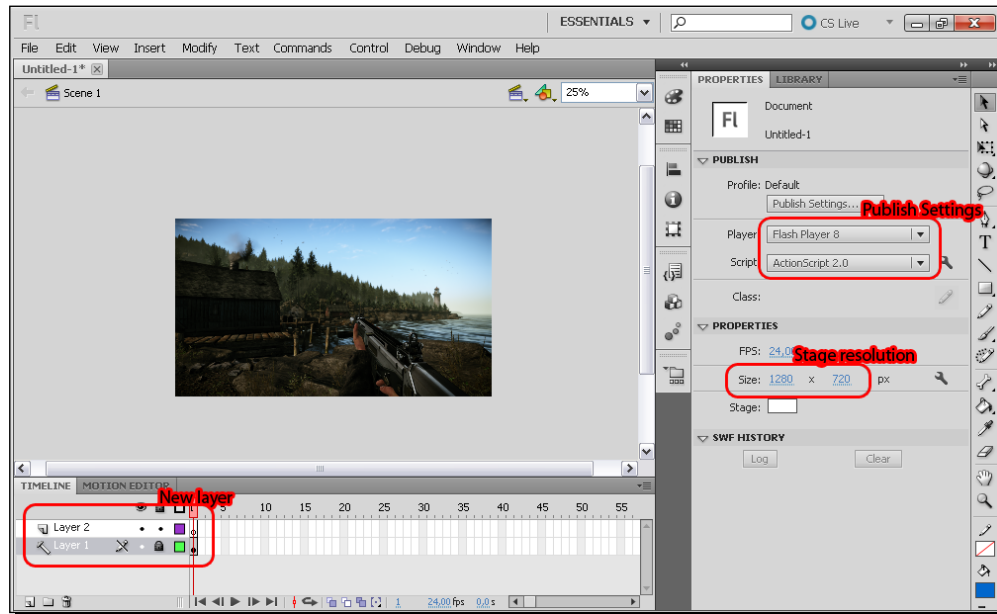 Fl
ESSENTIALS
CS Live
File Edit View Insert Modify Text Commands Control Debug Window Help
Untitled-1*
Scene 1
25%
PROPERTIES LIBRARY
Fl
Document
Untitled-1
PUBLISH
Profile: Default
Publish Settings...
Publish Settings
Player: Flash Player 8
Script: ActionScript 2.0
Class:
PROPERTIES
FPS: 24,00
Stage resolution
Size: 1280 x 720 px
Stage:
SWF HISTORY
Log Clear
T
TIMELINE MOTION EDITOR
New layer
1 5 10 15 20 25 30 35 40 45 50 55
Layer 2
Layer 1
1 24,00 fps 0,0 s